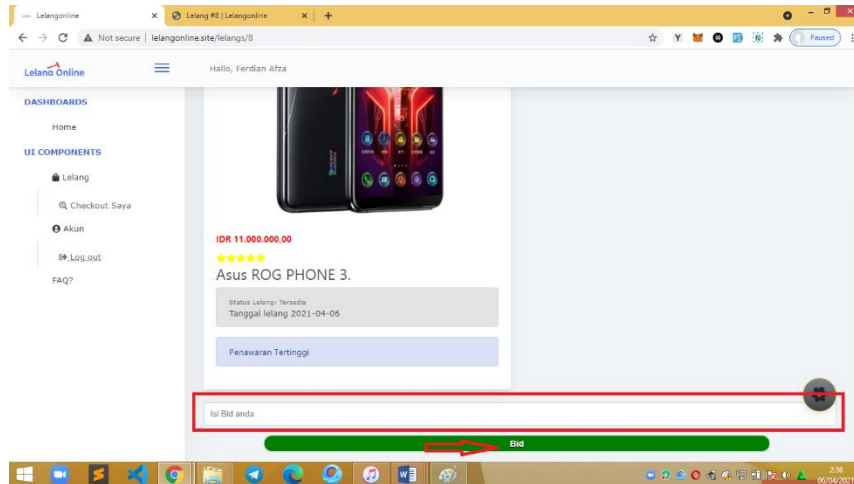 Lelangonline
Lelang #8 | Lelangonline
Not secure | lelangonline.site/lelangs/8
Paused
Lelang Online
Hallo, Ferdian Afza
DASHBOARDS
Home
UI COMPONENTS
Lelang
Checkout Saya
Akun
Log out
FAQ?
IDR 11.000.000,00
Asus ROG PHONE 3.
Status Lelang: Tersedia
Tanggal lelang 2021-04-06
Penawaran Tertinggi
Isi Bid anda
Bid
2:36
06/04/2021